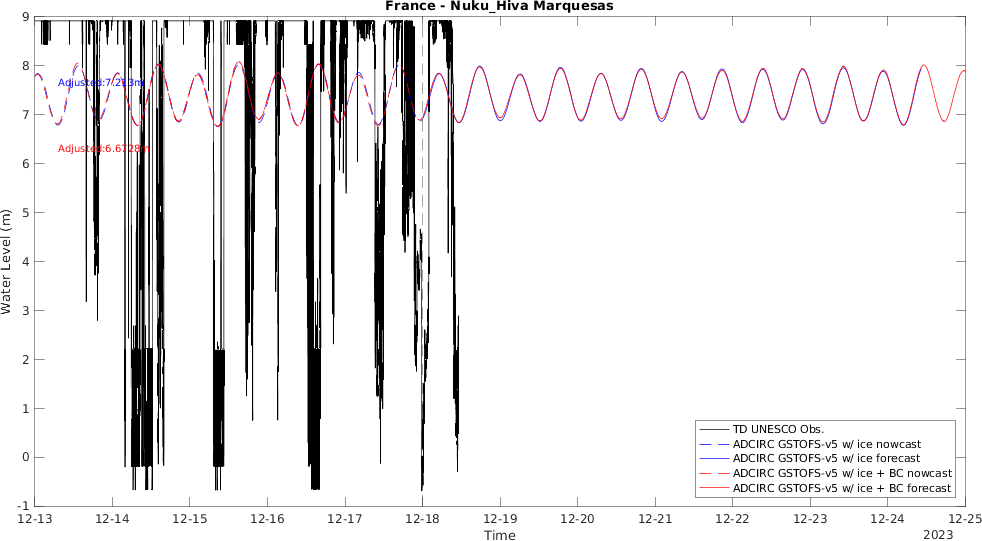 France - Nuku_Hiva Marquesas
9
8
7
6
5
4
3
2
1
0
-1
Water Level (m)
Adjusted:7.253m
Adjusted:6.6728m
TD UNESCO Obs.
ADCIRC GSTOFS-v5 w/ ice nowcast
ADCIRC GSTOFS-v5 w/ ice forecast
ADCIRC GSTOFS-v5 w/ ice + BC nowcast
ADCIRC GSTOFS-v5 w/ ice + BC forecast
12-13 12-14 12-15 12-16 12-17 12-18 12-19 12-20 12-21 12-22 12-23 12-24 12-25
Time
2023